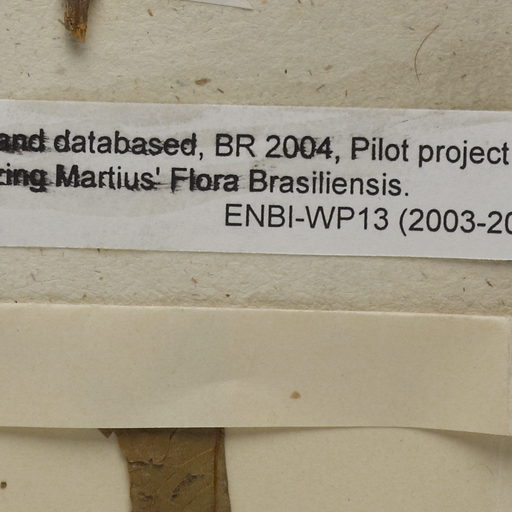 and databased, BR 2004, Pilot project
Martius' Flora Brasiliensis.
ENBI-WP13 (2003-20